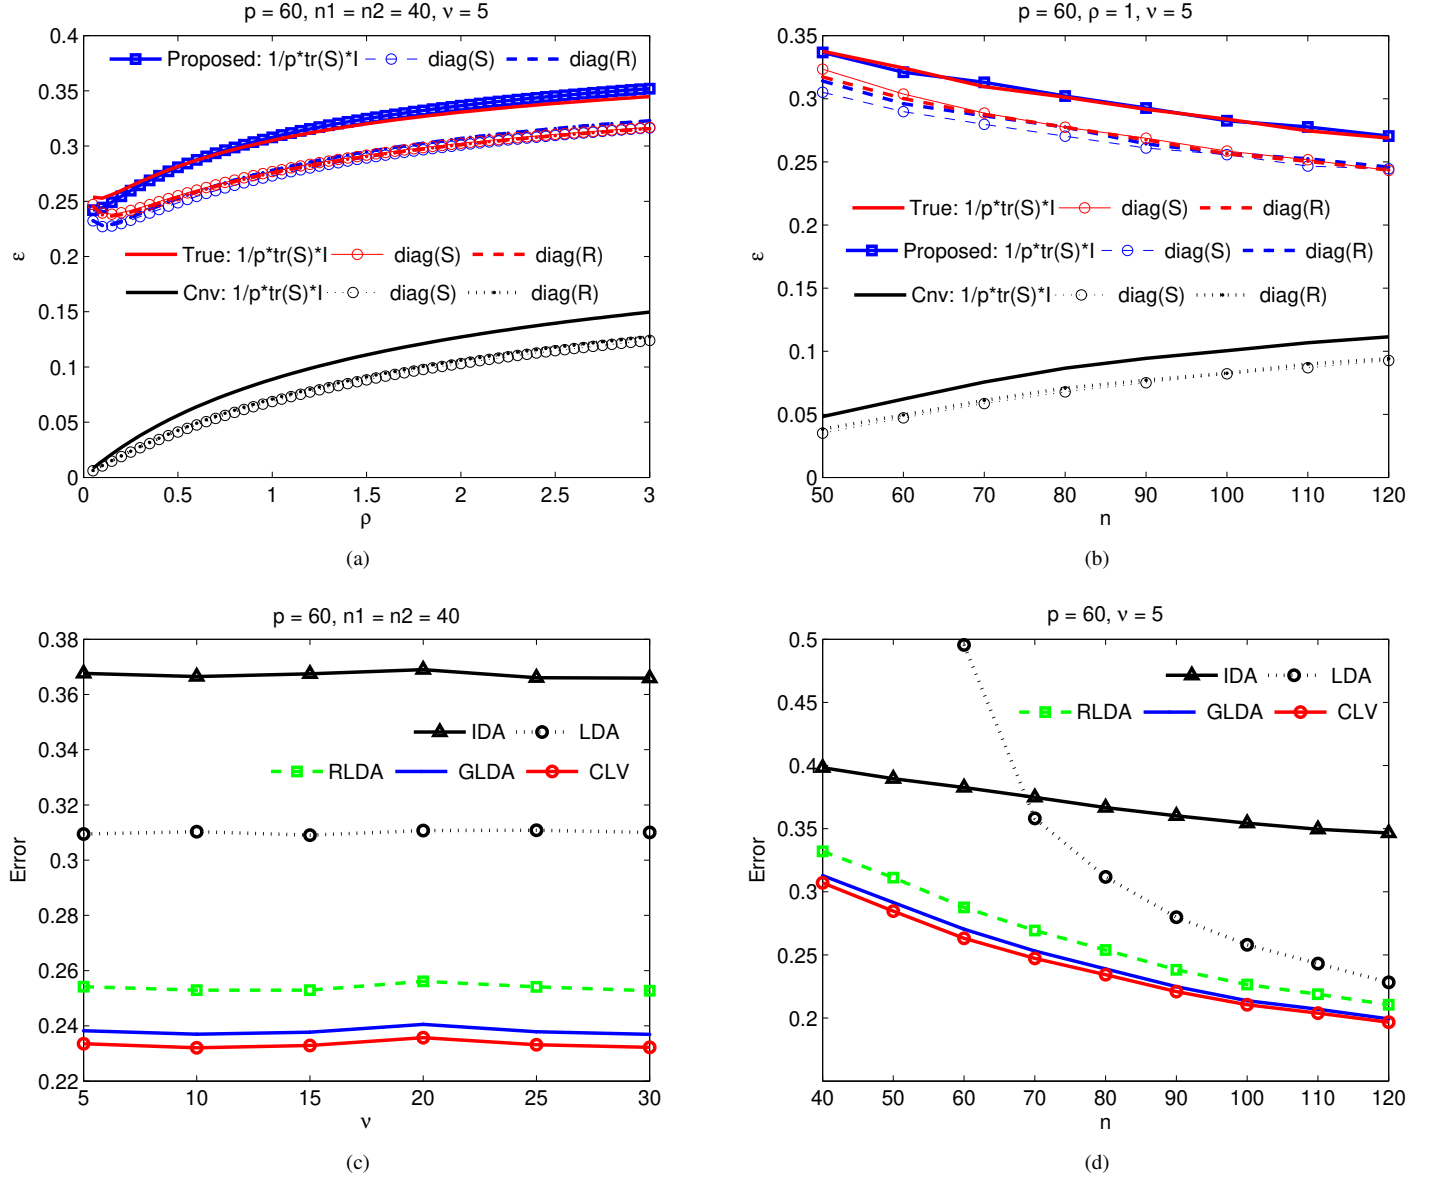 p = 60, n1 = n2 = 40, ν = 5
0.4
0.35
0.3
0.25
0.2
0.15
0.1
0.05
0
ε
Proposed: 1/p*tr(S)*I diag(S) diag(R)
True: 1/p*tr(S)*I diag(S) diag(R)
Cnv: 1/p*tr(S)*I diag(S) diag(R)
0 0.5 1 1.5 2 2.5 3
ρ
(a)
p = 60, ρ = 1, ν = 5
0.35
0.3
0.25
0.2
0.15
0.1
0.05
0
ε
True: 1/p*tr(S)*I diag(S) diag(R)
Proposed: 1/p*tr(S)*I diag(S) diag(R)
Cnv: 1/p*tr(S)*I diag(S) diag(R)
50 60 70 80 90 100 110 120
n
(b)
p = 60, n1 = n2 = 40
0.38
0.36
0.34
0.32
0.3
0.28
0.26
0.24
0.22
Error
IDA LDA
RLDA GLDA CLV
5 10 15 20 25 30
ν
(c)
p = 60, ν = 5
0.5
0.45
0.4
0.35
0.3
0.25
0.2
Error
IDA LDA
RLDA GLDA CLV
40 50 60 70 80 90 100 110 120
n
(d)